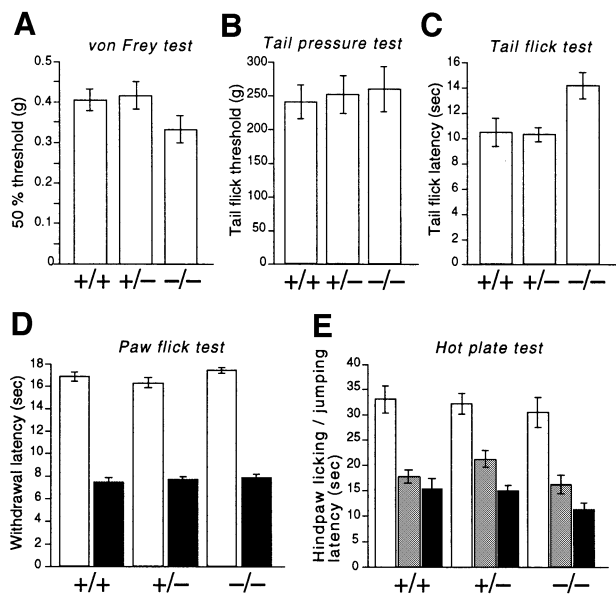 A
von Frey test
50 % threshold (g)
0.5
0.4
0.3
0.2
0.1
0
+/+ +/− −/−
B
Tail pressure test
Tail flick threshold (g)
300
250
200
150
100
50
0
+/+ +/− −/−
C
Tail flick test
Tail flick latency (sec)
16
14
12
10
8
6
4
2
0
+/+ +/− −/−
D
Paw flick test
Withdrawal latency (sec)
18
16
14
12
10
8
6
4
2
0
+/+ +/− −/−
E
Hot plate test
Hindpaw licking / jumping
latency (sec)
40
35
30
25
20
15
10
5
0
+/+ +/− −/−